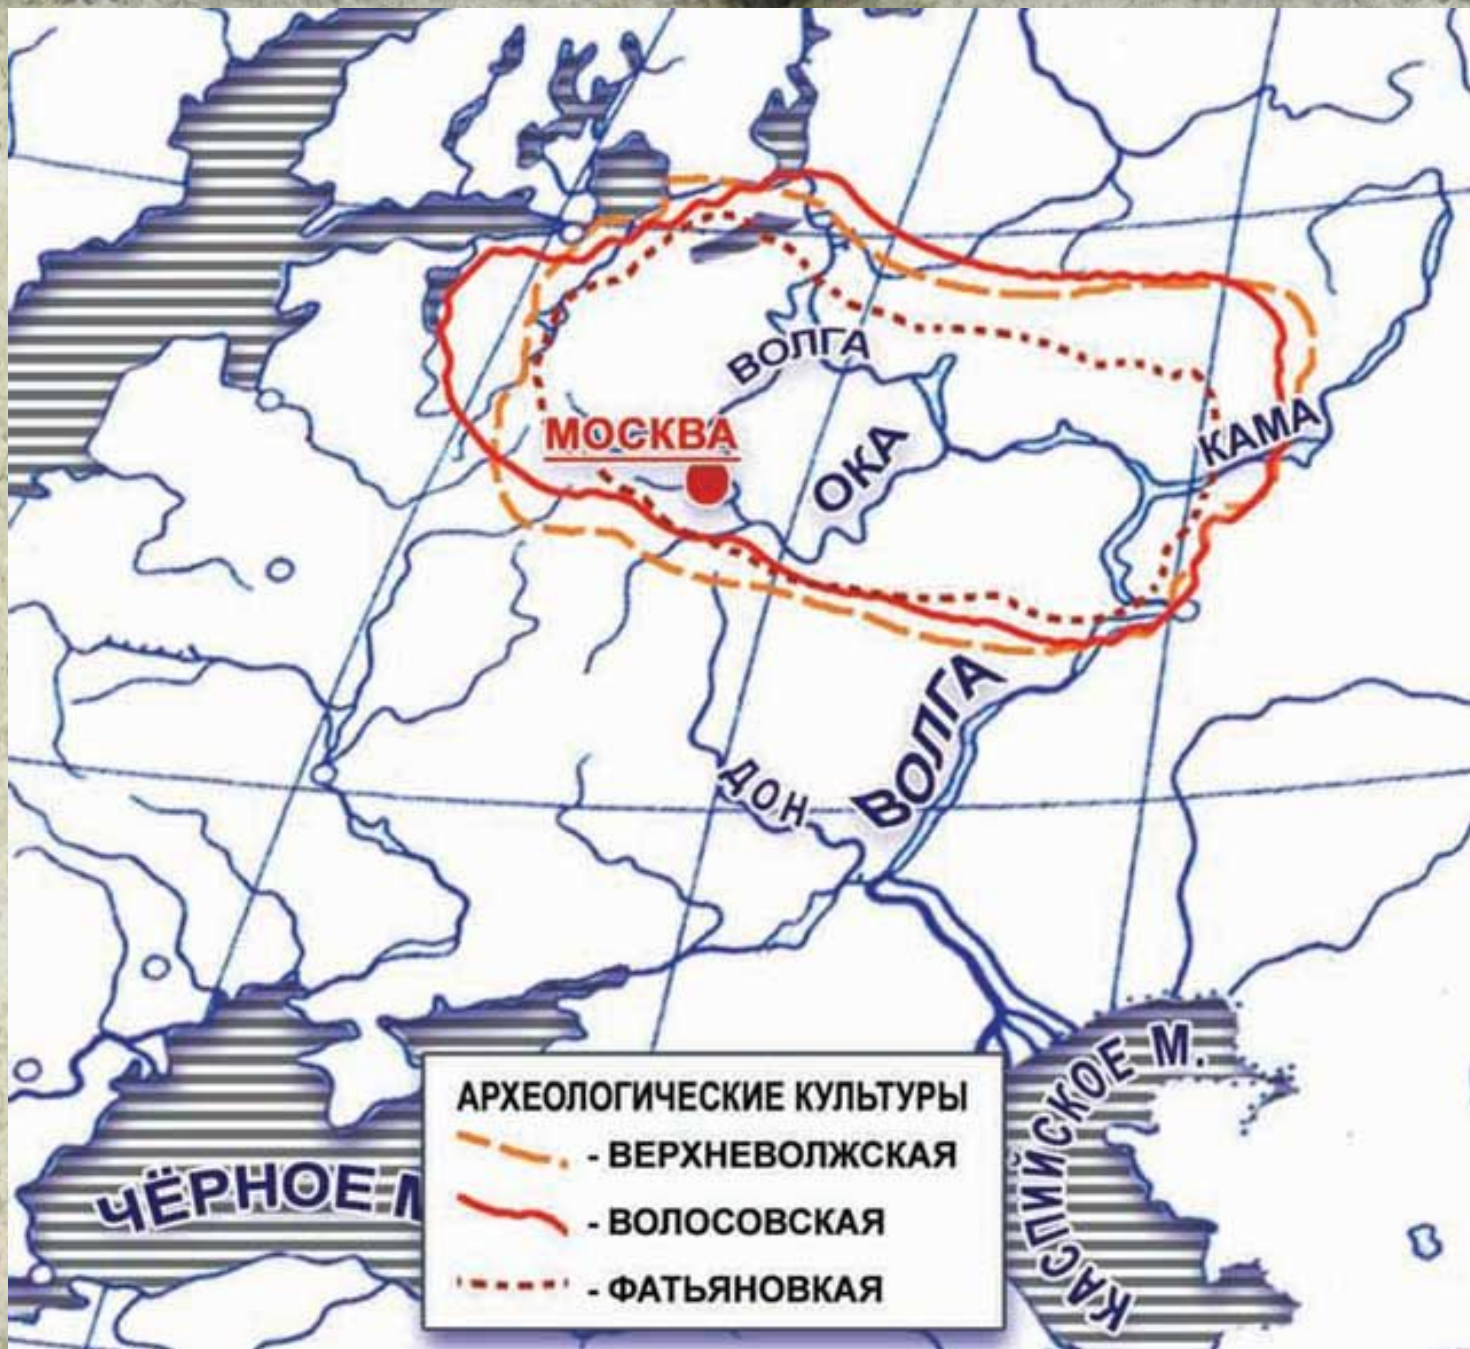 ВОЛГА
МОСКВА
ОКА
КАМА
ВОЛГА
ДОН
КАСПИЙСКОЕ М.
ЧЁРНОЕ М
АРХЕОЛОГИЧЕСКИЕ КУЛЬТУРЫ
- ВЕРХНЕВОЛЖСКАЯ
- ВОЛОСОВСКАЯ
- ФАТЬЯНОВКАЯ